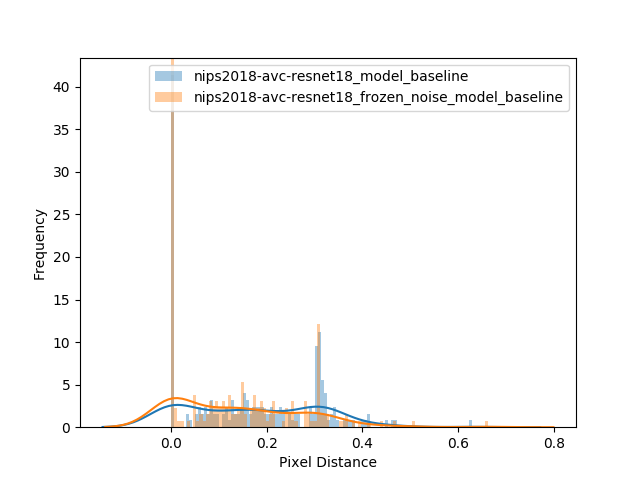 nips2018-avc-resnet18_model_baseline
nips2018-avc-resnet18_frozen_noise_model_baseline
40
35
30
25
20
15
10
5
0
Frequency
0.0 0.2 0.4 0.6 0.8
Pixel Distance